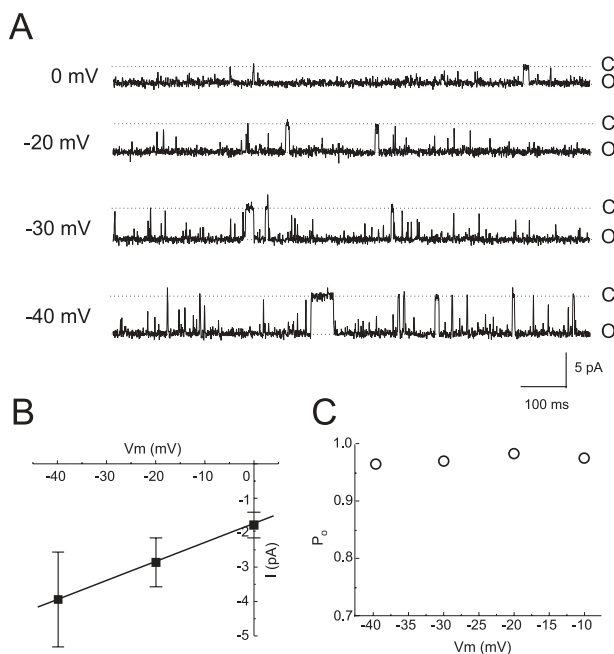 A
0 mV
C
O
-20 mV
C
O
-30 mV
C
O
-40 mV
C
O
5 pA
100 ms
B
Vm (mV)
-40 -30 -20 -10 0
-1
-2
-3
-4
-5
I (pA)
C
1.0
0.9
0.8
0.7
Po
-40 -35 -30 -25 -20 -15 -10
Vm (mV)